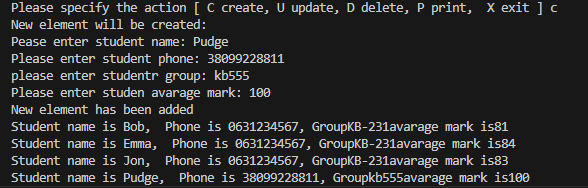 Please specify the action [ C create, U update, D delete, P print,  X exit ] c
New element will be created:
Pease enter student name: Pudge
Please enter student phone: 38099228811
please enter studentr group: kb555
Please enter studen avarage mark: 100
New element has been added
Student name is Bob,  Phone is 0631234567, GroupKB-231avarage mark is81
Student name is Emma,  Phone is 0631234567, GroupKB-231avarage mark is84
Student name is Jon,  Phone is 0631234567, GroupKB-231avarage mark is83
Student name is Pudge,  Phone is 38099228811, Groupkb555avarage mark is100